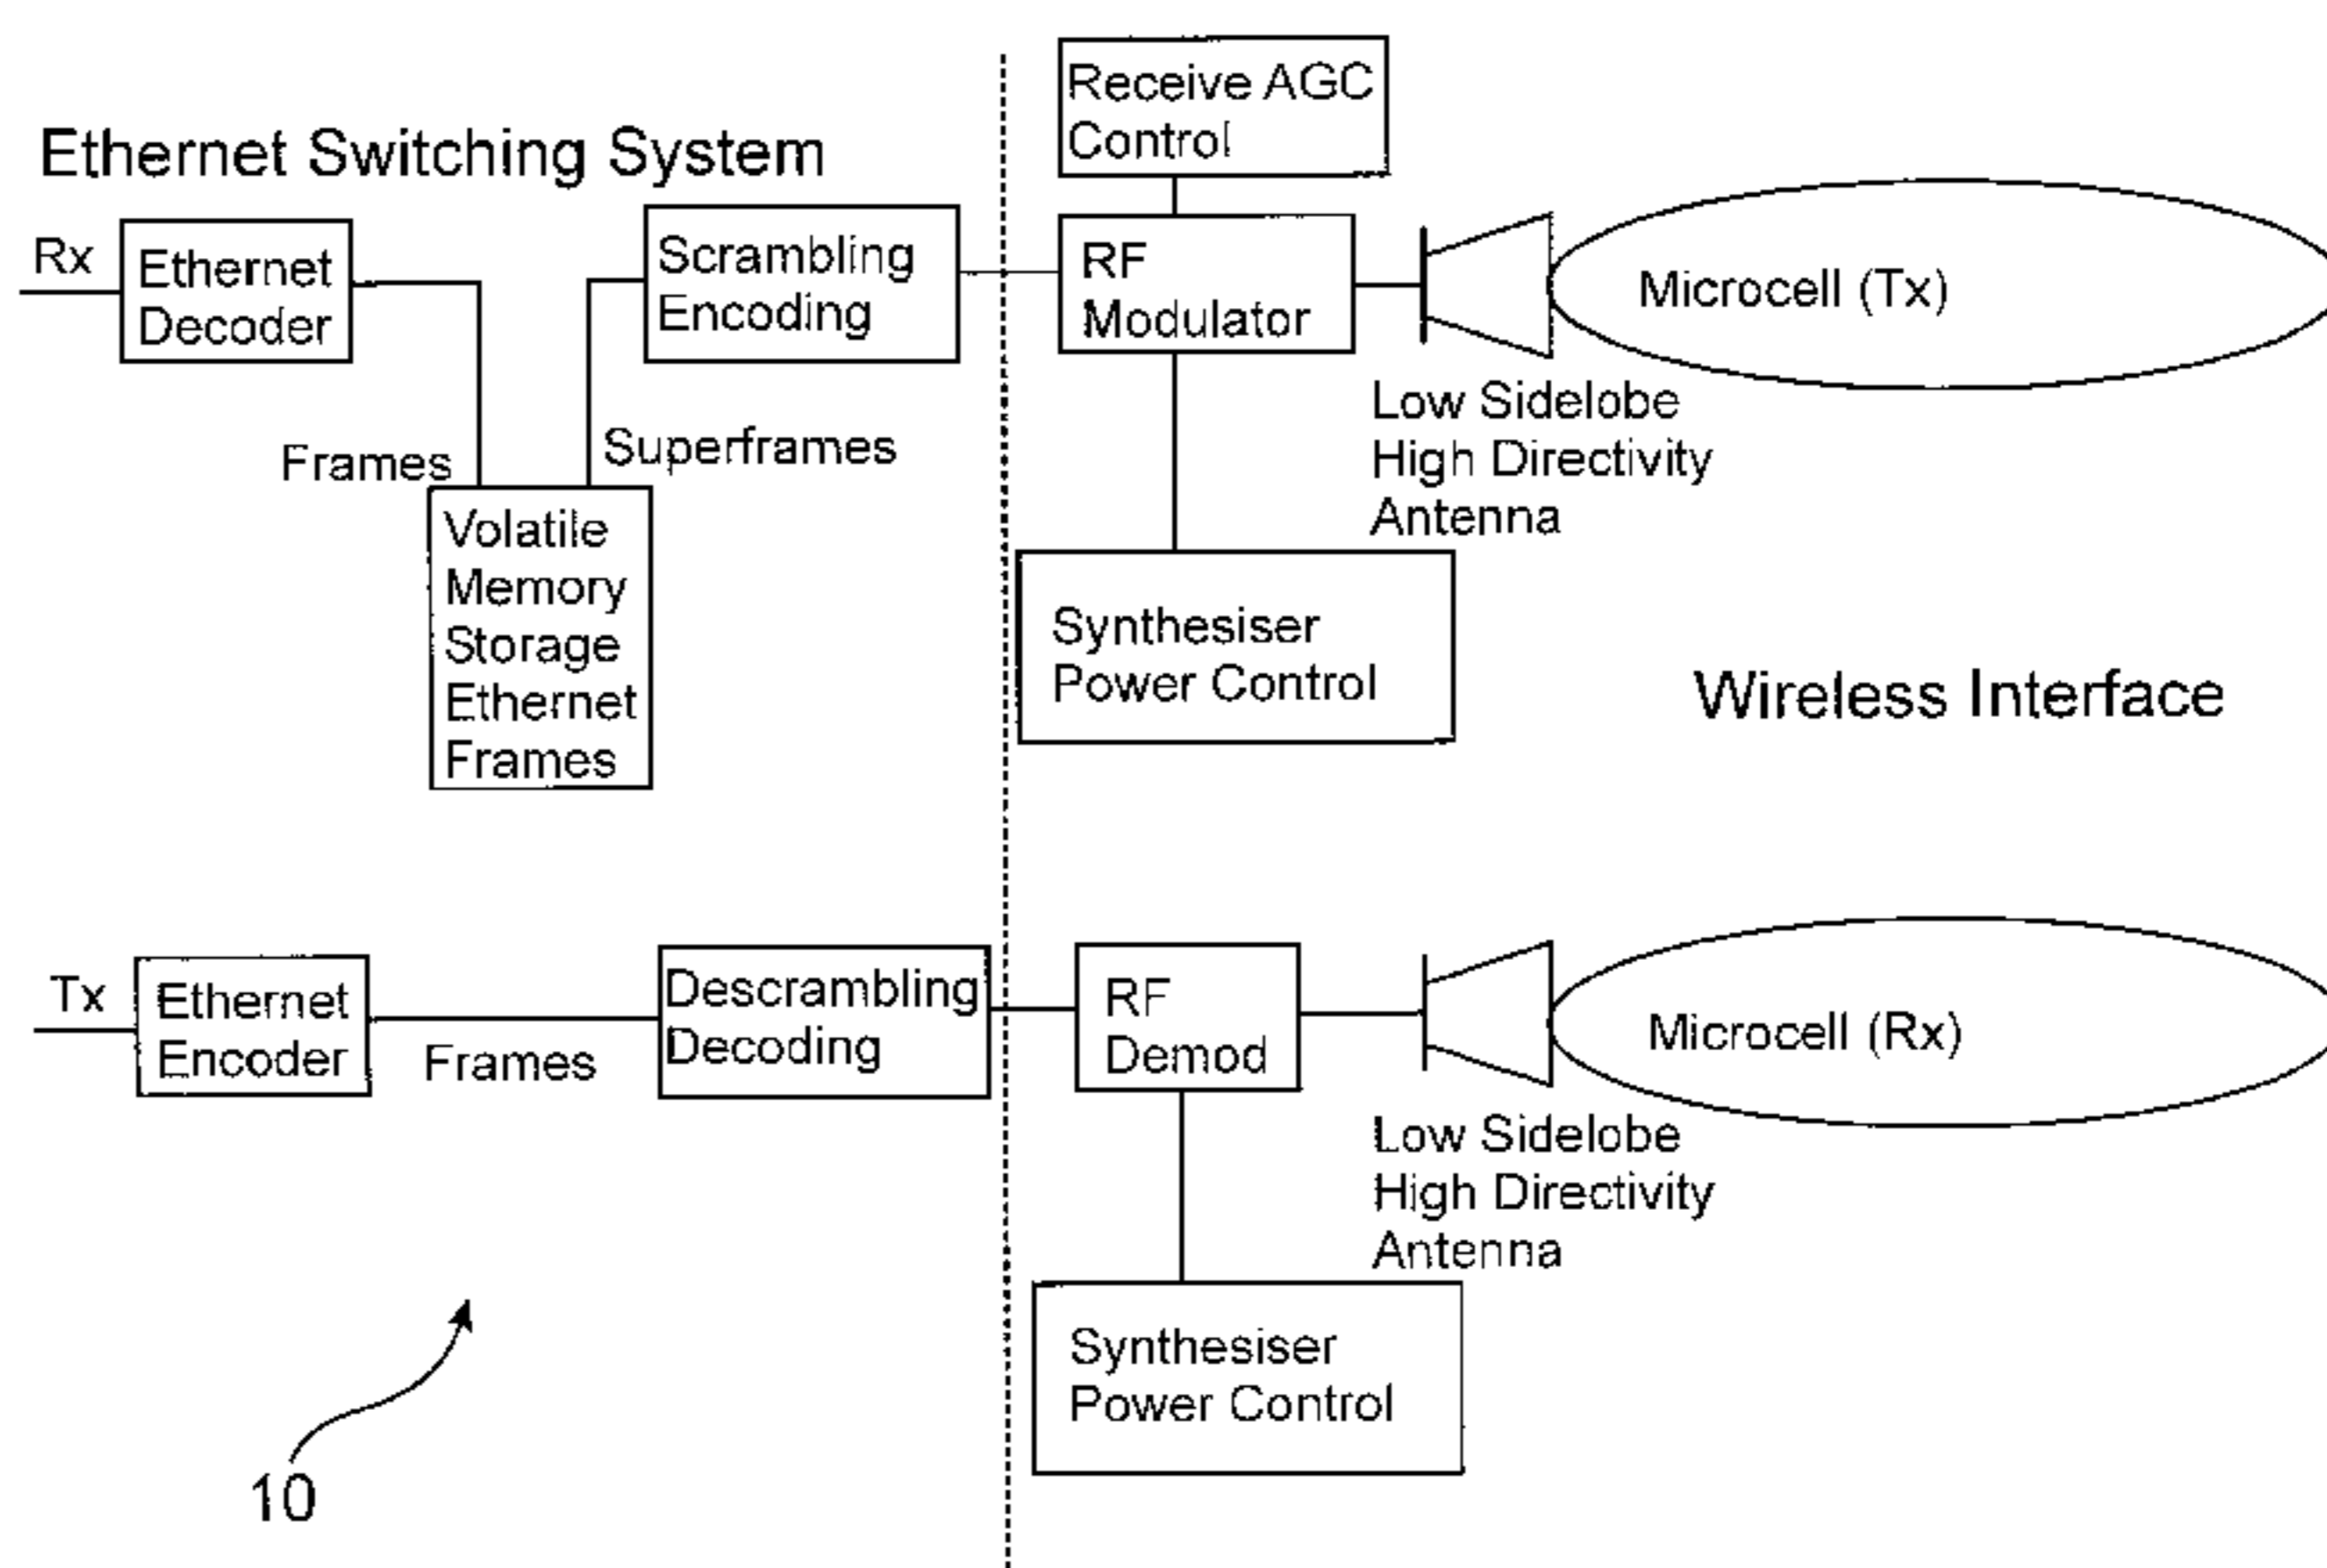 Ethernet Switching System
Receive AGC
Control
Rx
Ethernet
Decoder
Scrambling
Encoding
RF
Modulator
Microcell (Tx)
Low Sidelobe
High Directivity
Antenna
Frames
Superframes
Volatile
Memory
Storage
Ethernet
Frames
Synthesiser
Power Control
Wireless Interface
Tx
Ethernet
Encoder
Frames
Descrambling
Decoding
RF
Demod
Microcell (Rx)
Low Sidelobe
High Directivity
Antenna
Synthesiser
Power Control
10